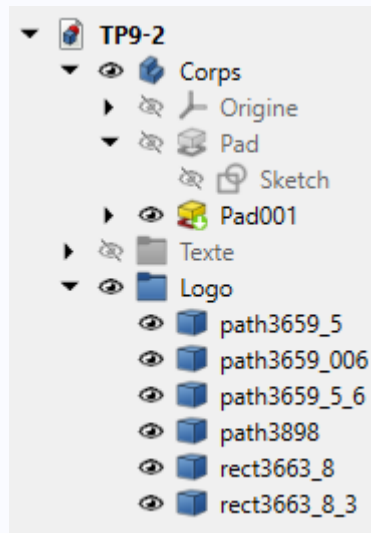 TP9-2
Corps
Origine
Pad
Sketch
Pad001
Texte
Logo
path3659_5
path3659_006
path3659_5_6
path3898
rect3663_8
rect3663_8_3